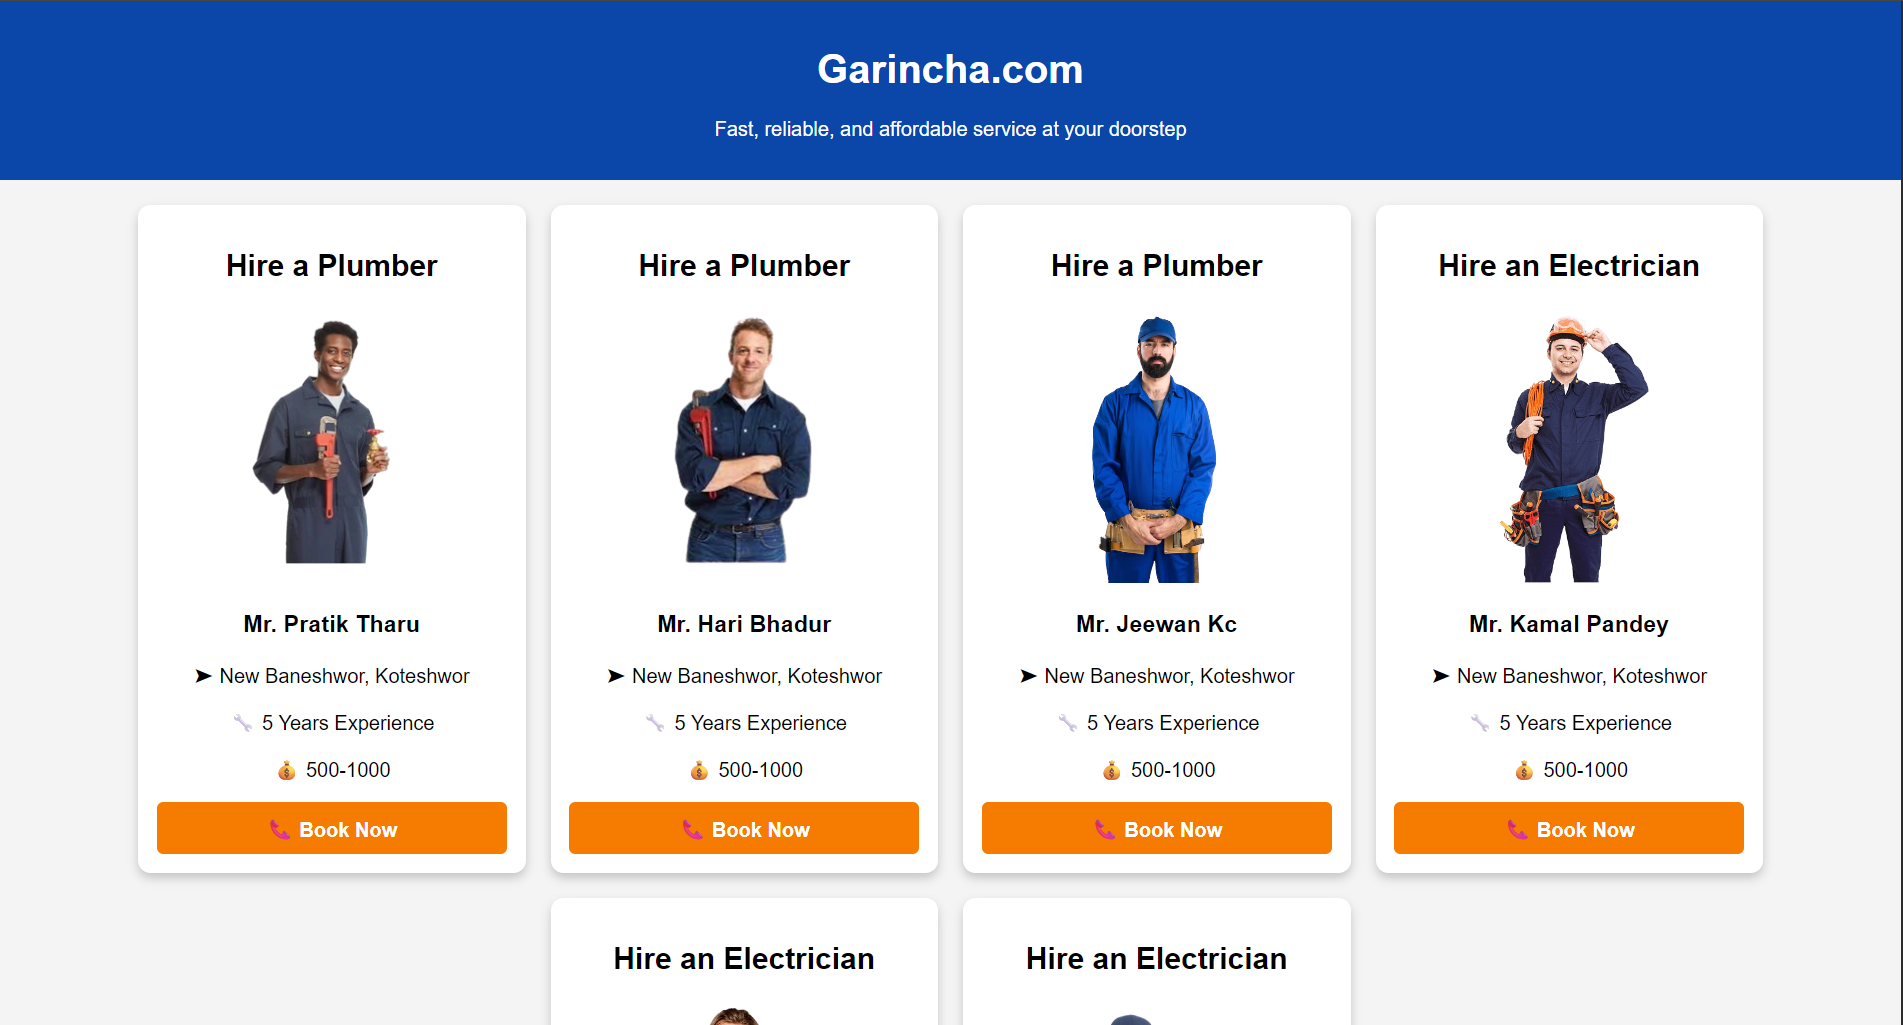 Garincha.com
Fast, reliable, and affordable service at your doorstep
Hire a Plumber
Mr. Pratik Tharu
➤ New Baneshwor, Koteshwor
🔧 5 Years Experience
💰 500-1000
📞 Book Now
Hire a Plumber
Mr. Hari Bhadur
➤ New Baneshwor, Koteshwor
🔧 5 Years Experience
💰 500-1000
📞 Book Now
Hire a Plumber
Mr. Jeewan Kc
➤ New Baneshwor, Koteshwor
🔧 5 Years Experience
💰 500-1000
📞 Book Now
Hire an Electrician
Mr. Kamal Pandey
➤ New Baneshwor, Koteshwor
🔧 5 Years Experience
💰 500-1000
📞 Book Now
Hire an Electrician
Hire an Electrician